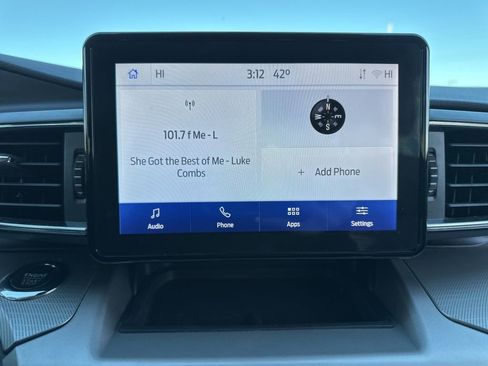 HI 3:12 42° HI
101.7 f Me - L
She Got the Best of Me - Luke
Combs
N
W E
S
+ Add Phone
Audio Phone Apps Settings